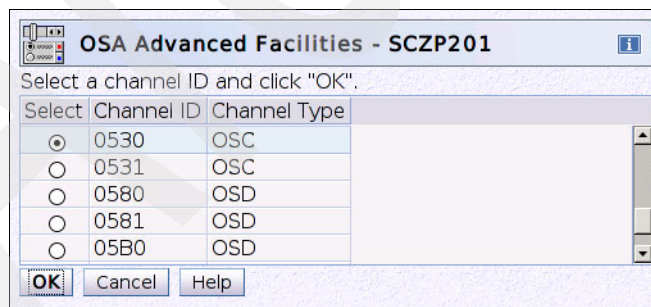 OSA Advanced Facilities - SCZP201
Select a channel ID and click "OK".
Select Channel ID Channel Type
0530 OSC
0531 OSC
0580 OSD
0581 OSD
05B0 OSD
OK Cancel Help